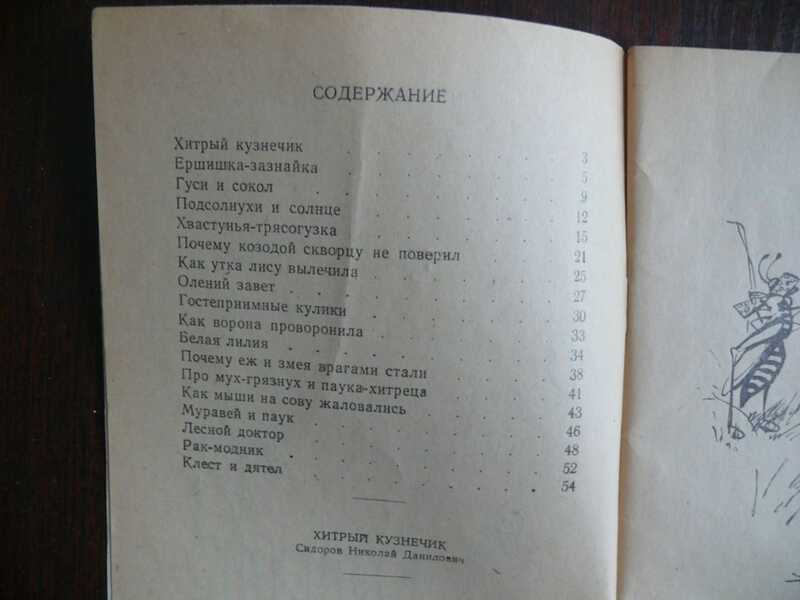 СОДЕРЖАНИЕ
Хитрый кузнечик . . . . . . 3
Ершишка-зазнайка . . . . . . 5
Гуси и сокол . . . . . . . 9
Подсолнухи и солнце . . . . . . 12
Хвастунья-трясогузка . . . . . . 15
Почему козодой скворцу не поверил . . . 21
Как утка лису вылечила . . . . . 25
Олений завет . . . . . . . 27
Гостеприимные кулики . . . . . 30
Как ворона проворонила . . . . . 33
Белая лилия . . . . . . . 34
Почему еж и змея врагами стали . . . . 38
Про мух-грязнух и паука-хитреца . . . . 41
Как мыши на сову жаловались . . . . 43
Муравей и паук . . . . . . . 46
Лесной доктор . . . . . . . 48
Рак-модник . . . . . . . 52
Клест и дятел . . . . . . . 54
ХИТРЫЙ КУЗНЕЧИК
Сидоров Николай Данилович